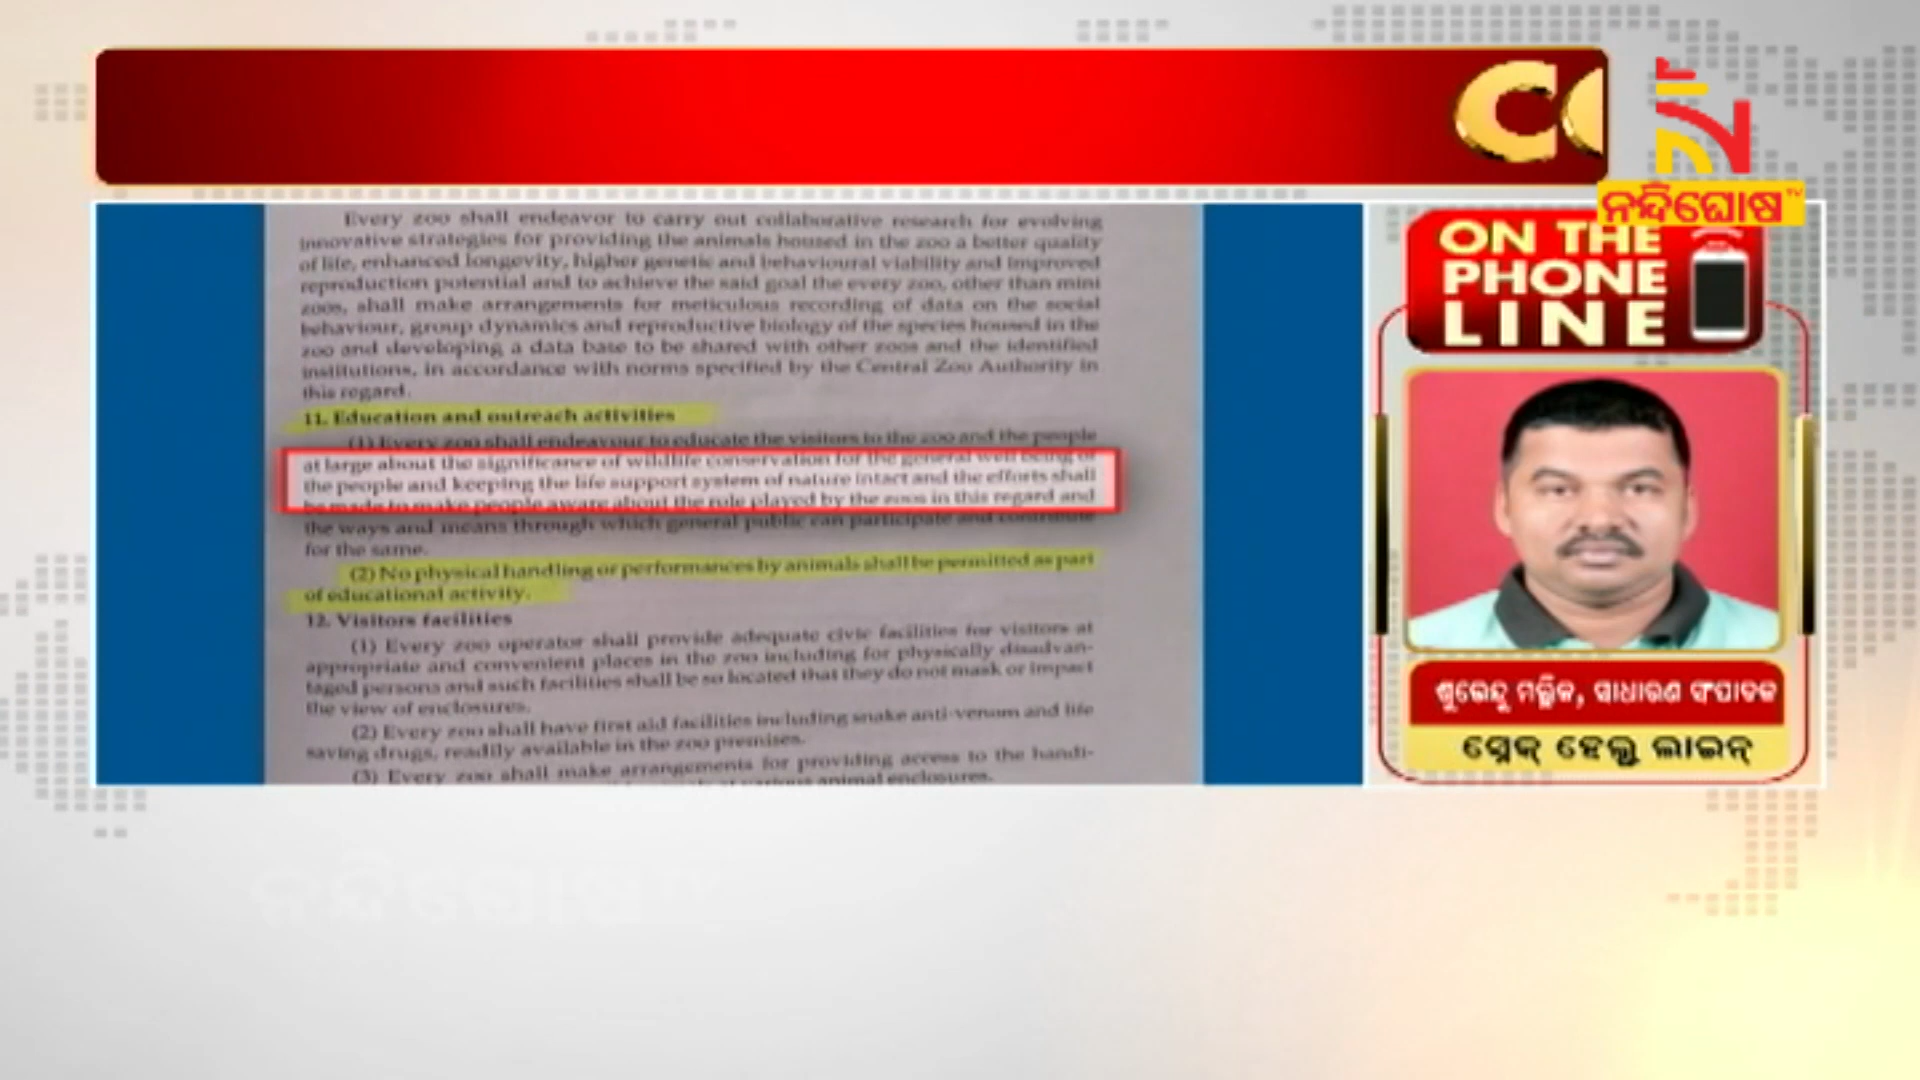 CC
ନନ୍ଦିଘୋଷ TV
Every zoo shall endeavor to carry out collaborative research for evolving
innovative strategies for providing the animals housed in the zoo a better quality
of life, enhanced longevity, higher genetic and behavioural viability and improved
reproduction potential and to achieve the said goal the every zoo, other than mini
zoos, shall make arrangements for meticulous recording of data on the social
behaviour, group dynamics and reproductive biology of the species housed in the
zoo and developing a data base to be shared with other zoos and the identified
institutions, in accordance with norms specified by the Central Zoo Authority in
this regard.
11. Education and outreach activities
(1) Every zoo shall endeavour to educate the visitors to the zoo and the people
at large about the significance of wildlife conservation for the general well being of
the people and keeping the life support system of nature intact and the efforts shall
be made to make people aware about the role played by the zoos in this regard and
the ways and means through which general public can participate and contribute
for the same.
(2) No physical handling or performances by animals shall be permitted as part
of educational activity.
12. Visitors facilities
(1) Every zoo operator shall provide adequate civic facilities for visitors at
appropriate and convenient places in the zoo including for physically disadvan-
taged persons and such facilities shall be so located that they do not mask or impact
the view of enclosures.
(2) Every zoo shall have first aid facilities including snake anti-venom and life
saving drugs, readily available in the zoo premises.
(3) Every zoo shall make arrangements for providing access to the handi-
animal enclosures.
ON THE
PHONE
LINE
ଶୁଭେନ୍ଦୁ ମଲ୍ଲିକ, ସାଧାରଣ ସଂପାଦକ
ସ୍ନେକ୍ ହେଲ୍ପ ଲାଇନ୍
ନନ୍ଦିଘୋଷ TV